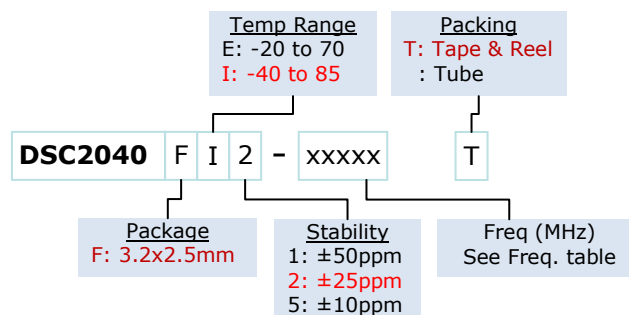 Temp Range
E: -20 to 70
I: -40 to 85
Packing
T: Tape & Reel
: Tube
DSC2040 F I 2 - xxxxx T
Package
F: 3.2x2.5mm
Stability
1: ±50ppm
2: ±25ppm
5: ±10ppm
Freq (MHz)
See Freq. table